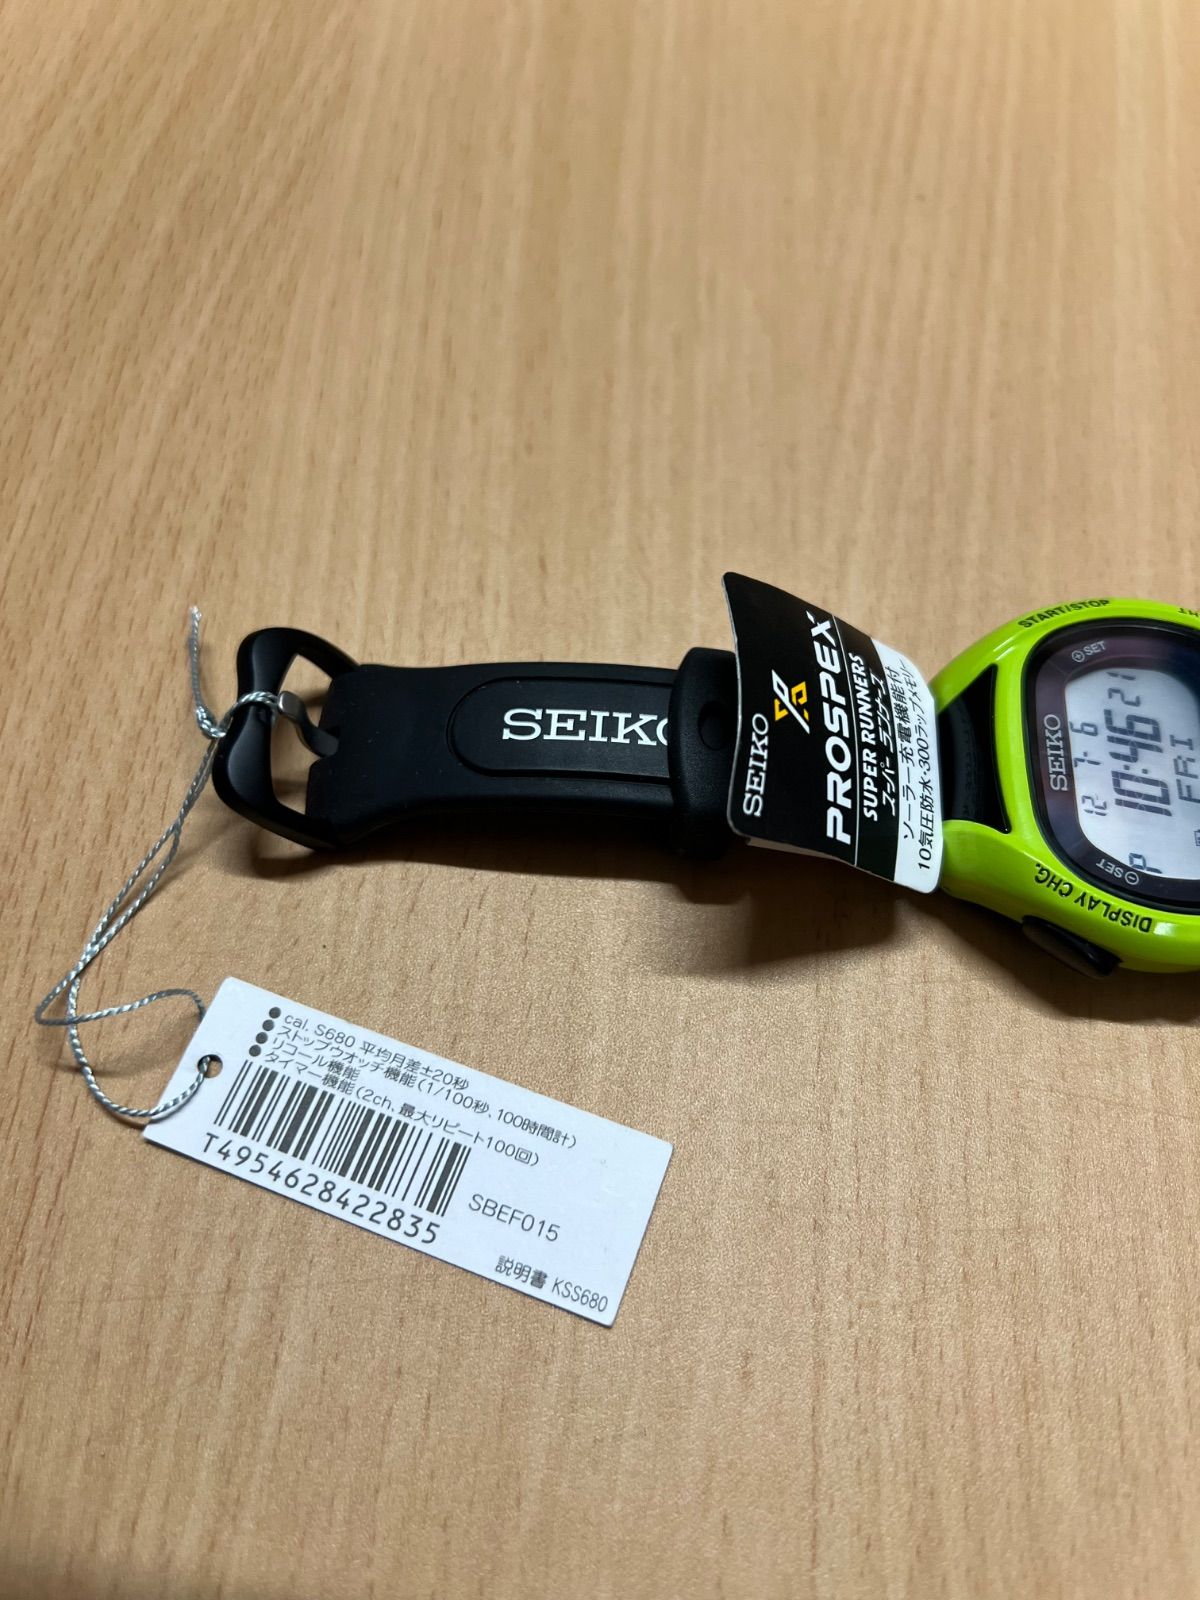 SEIKO
SEIKO
PROSPEX
SUPER RUNNERS
スーパーランナーズ
ソーラー充電機能付
10気圧防水・300ラップメモリー
START/STOP
SET
SEIKO
12 7-6
10:46 21
FRI
P
SET
DISPLAY CHG.
● cal. S680 平均月差±20秒
● ストップウオッチ機能(1/100秒、100時間計)
● リコール機能
● タイマー機能(2ch、最大リピート100回)
T4954628422835
SBEF015
説明書 KSS680